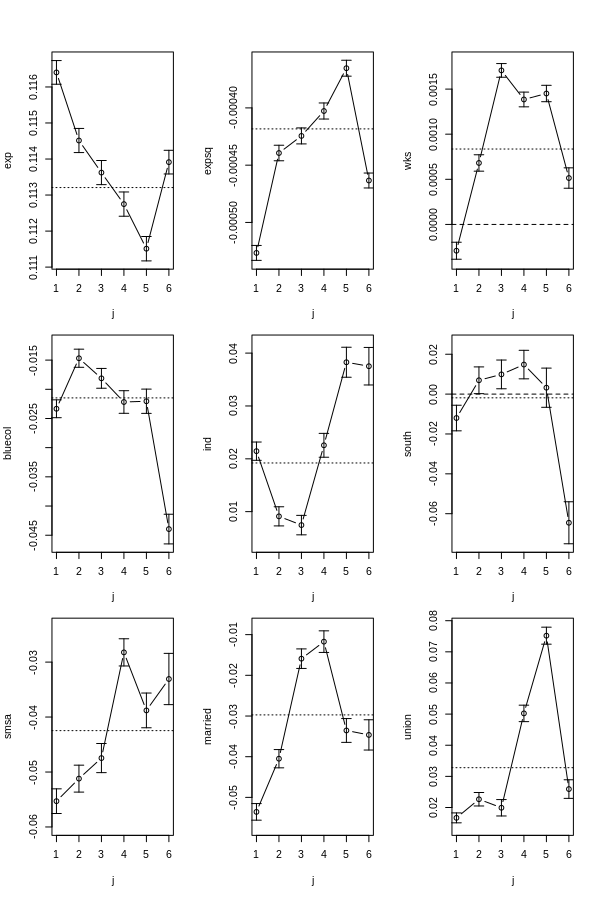 exp
0.111 0.112 0.113 0.114 0.115 0.116
1 2 3 4 5 6
j
expsq
-0.00050 -0.00045 -0.00040
1 2 3 4 5 6
j
wks
0.0000 0.0005 0.0010 0.0015
1 2 3 4 5 6
j
bluecol
-0.045 -0.035 -0.025 -0.015
1 2 3 4 5 6
j
ind
0.01 0.02 0.03 0.04
1 2 3 4 5 6
j
south
-0.06 -0.04 -0.02 0.00 0.02
1 2 3 4 5 6
j
smsa
-0.06 -0.05 -0.04 -0.03
1 2 3 4 5 6
j
married
-0.05 -0.04 -0.03 -0.02 -0.01
1 2 3 4 5 6
j
union
0.02 0.03 0.04 0.05 0.06 0.07 0.08
1 2 3 4 5 6
j